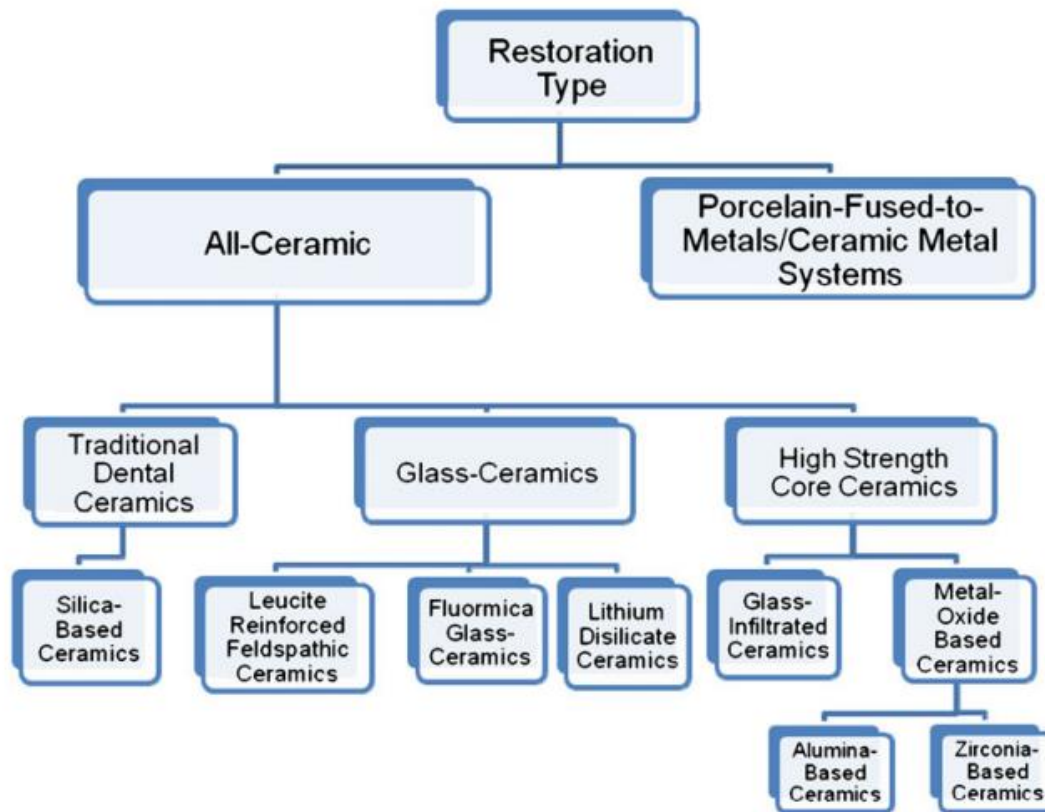 Restoration
Type
All-Ceramic
Porcelain-Fused-to-
Metals/Ceramic Metal
Systems
Traditional
Dental
Ceramics
Glass-Ceramics
High Strength
Core Ceramics
Silica-
Based
Ceramics
Leucite
Reinforced
Feldspathic
Ceramics
Fluormica
Glass-
Ceramics
Lithium
Disilicate
Ceramics
Glass-
Infiltrated
Ceramics
Metal-
Oxide
Based
Ceramics
Alumina-
Based
Ceramics
Zirconia-
Based
Ceramics